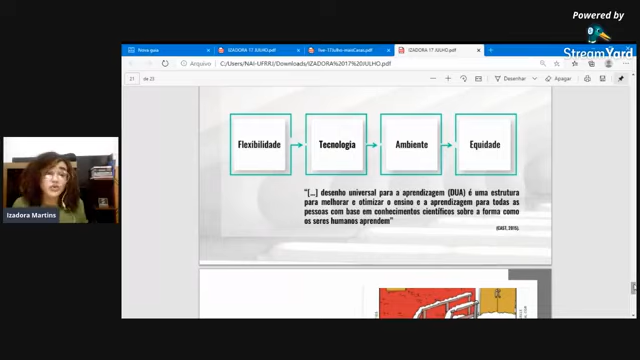 Powered by
StreamYard
Nova guia
IZADORA 17 JULHO.pdf
IZADORA 17 JULHO.pdf
Arquivo
C:/Users/NAI-UFRRJ/Downloads/IZADORA%2017%20JULHO.pdf
21 de 23
Desenhar
Apagar
Flexibilidade
Tecnologia
Ambiente
Equidade
"[...] desenho universal para a aprendizagem (DUA) é uma estrutura
para melhorar e otimizar o ensino e a aprendizagem para todas as
pessoas com base em conhecimentos científicos sobre a forma como
os seres humanos aprendem"
(CAST, 2015).
Izadora Martins